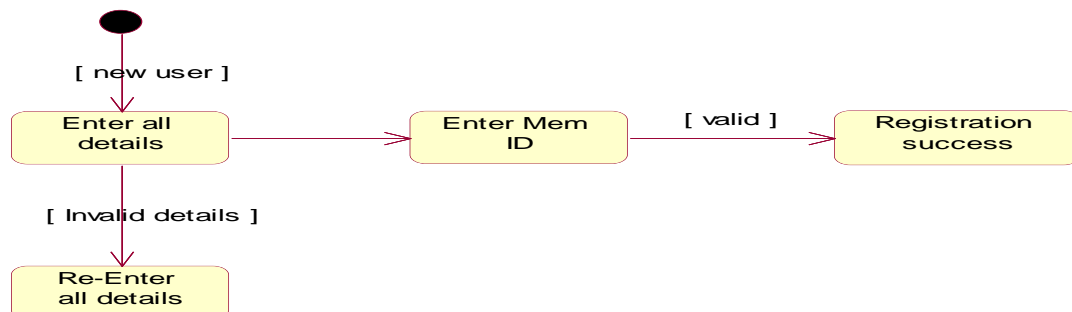 [ new user ]
Enter all
details
Enter Mem
ID
[ valid ]
Registration
success
[ Invalid details ]
Re-Enter
all details